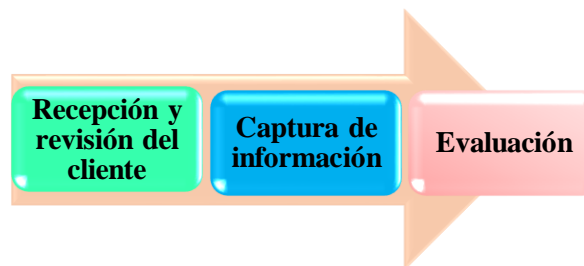 Recepción y
revisión del
cliente
Captura de
información
Evaluación